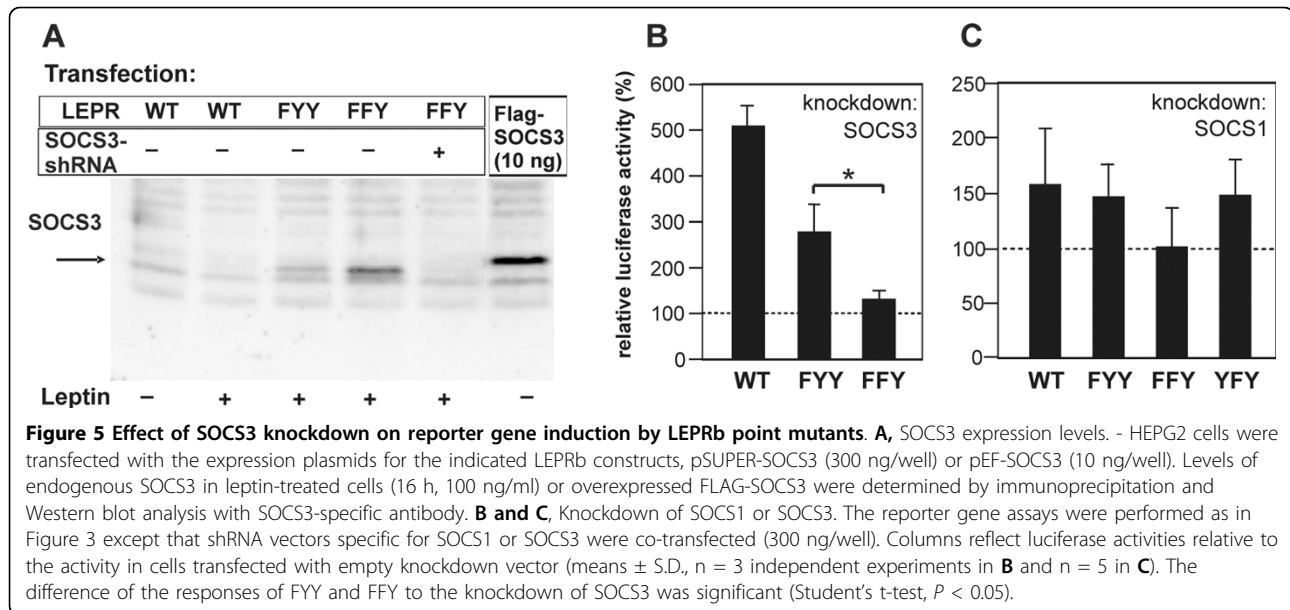 A
Transfection:
LEPR WT WT FYY FFY FFY Flag-SOCS3 (10 ng)
SOCS3-shRNA – – – – +
SOCS3
Leptin – + + + + –
B
relative luciferase activity (%)
600
500
400
300
200
100
0
knockdown:
SOCS3
*
WT FYY FFY
C
250
200
150
100
50
0
knockdown:
SOCS1
WT FYY FFY YFY
Figure 5 Effect of SOCS3 knockdown on reporter gene induction by LEPRb point mutants. A, SOCS3 expression levels. - HEPG2 cells were
transfected with the expression plasmids for the indicated LEPRb constructs, pSUPER-SOCS3 (300 ng/well) or pEF-SOCS3 (10 ng/well). Levels of
endogenous SOCS3 in leptin-treated cells (16 h, 100 ng/ml) or overexpressed FLAG-SOCS3 were determined by immunoprecipitation and
Western blot analysis with SOCS3-specific antibody. B and C, Knockdown of SOCS1 or SOCS3. The reporter gene assays were performed as in
Figure 3 except that shRNA vectors specific for SOCS1 or SOCS3 were co-transfected (300 ng/well). Columns reflect luciferase activities relative to
the activity in cells transfected with empty knockdown vector (means ± S.D., n = 3 independent experiments in B and n = 5 in C). The
difference of the responses of FYY and FFY to the knockdown of SOCS3 was significant (Student's t-test, P < 0.05).